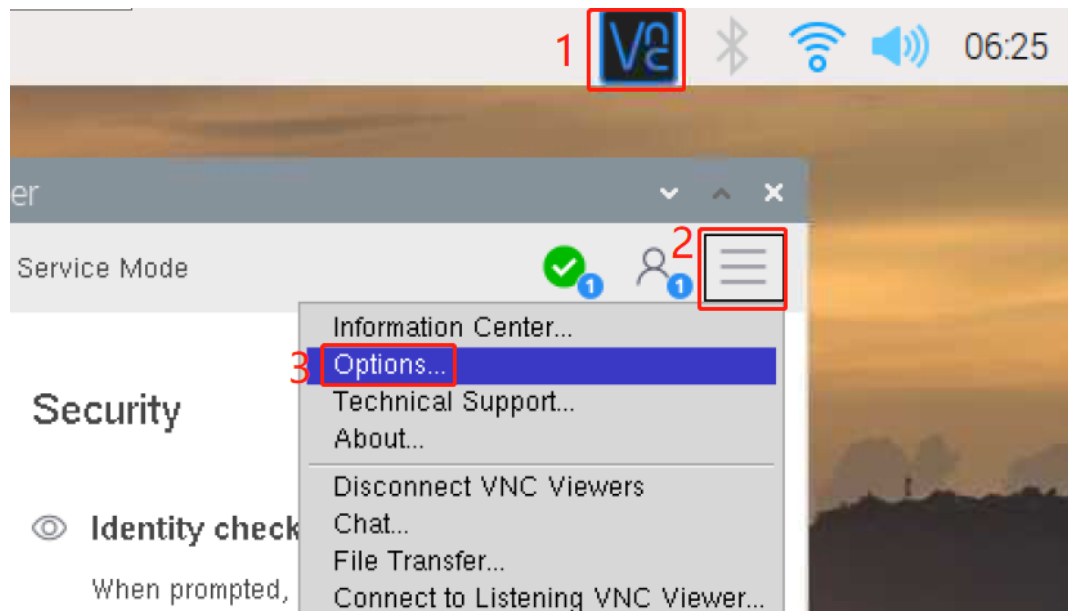 1 VNC 06:25
er
2
Service Mode 1 1
Information Center...
3 Options...
Technical Support...
About...
Security
Disconnect VNC Viewers
Chat...
File Transfer...
Connect to Listening VNC Viewer...
Identity check
When prompted,